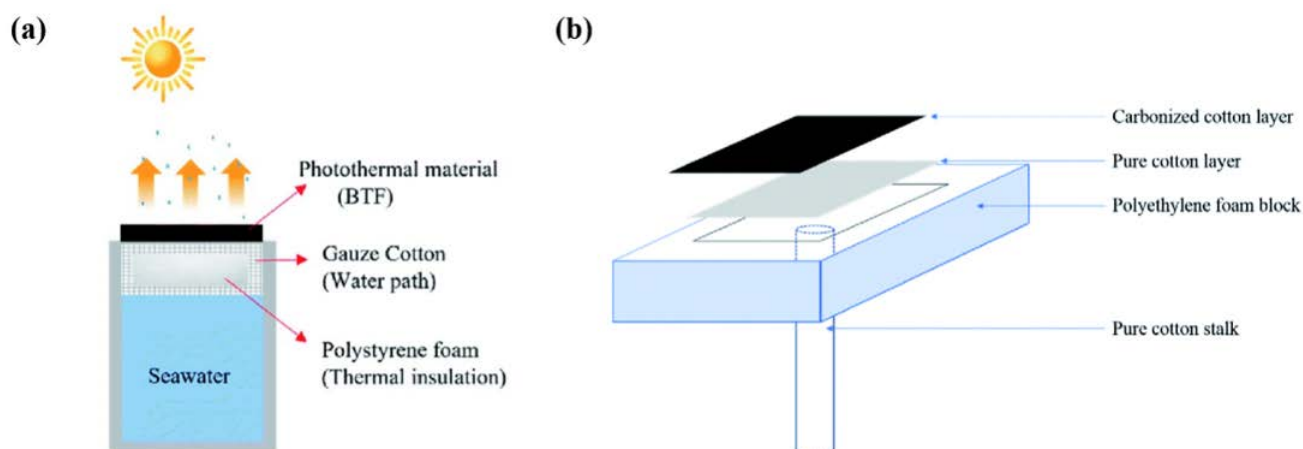 (a)
Photothermal material
(BTF)
Gauze Cotton
(Water path)
Polystyrene foam
(Thermal insulation)
Seawater
(b)
Carbonized cotton layer
Pure cotton layer
Polyethylene foam block
Pure cotton stalk